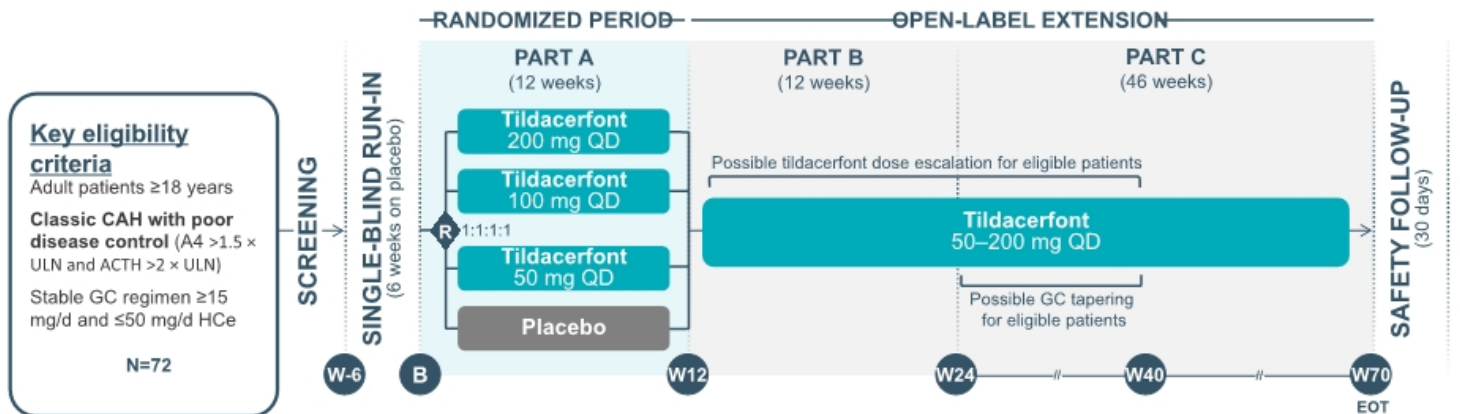 RANDOMIZED PERIOD
OPEN-LABEL EXTENSION
Key eligibility
criteria
Adult patients ≥18 years
Classic CAH with poor
disease control (A4 >1.5 ×
ULN and ACTH >2 × ULN)
Stable GC regimen ≥15
mg/d and ≤50 mg/d HCe
N=72
SCREENING
SINGLE-BLIND RUN-IN
(6 weeks on placebo)
PART A
(12 weeks)
Tildacerfont
200 mg QD
Tildacerfont
100 mg QD
R 1:1:1:1
Tildacerfont
50 mg QD
Placebo
PART B
(12 weeks)
PART C
(46 weeks)
Possible tildacerfont dose escalation for eligible patients
Tildacerfont
50–200 mg QD
Possible GC tapering
for eligible patients
SAFETY FOLLOW-UP
(30 days)
W-6
B
W12
W24
W40
W70
EOT